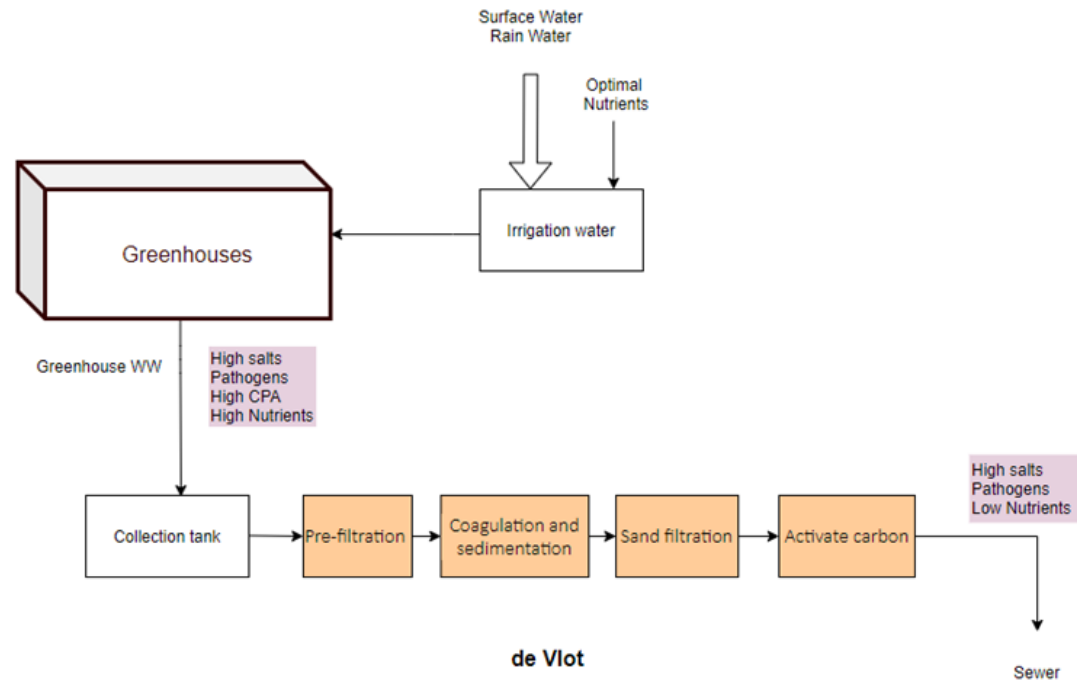 Surface Water
Rain Water
Optimal
Nutrients
Irrigation water
Greenhouses
Greenhouse WW
High salts
Pathogens
High CPA
High Nutrients
Collection tank
Pre-filtration
Coagulation and
sedimentation
Sand filtration
Activate carbon
High salts
Pathogens
Low Nutrients
Sewer
de Vlot